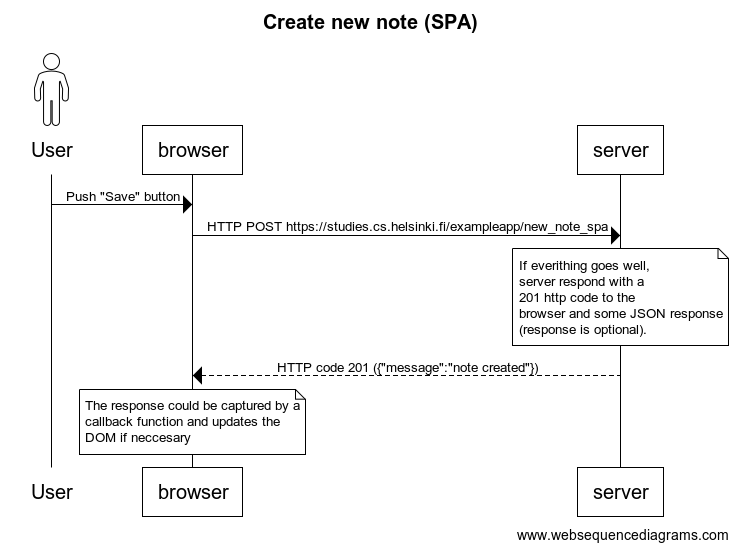 Create new note (SPA)
User
browser
server
Push "Save" button
HTTP POST https://studies.cs.helsinki.fi/exampleapp/new_note_spa
If everithing goes well,
server respond with a
201 http code to the
browser and some JSON response
(response is optional).
HTTP code 201 ({"message":"note created"})
The response could be captured by a
callback function and updates the
DOM if neccesary
User
browser
server
www.websequencediagrams.com